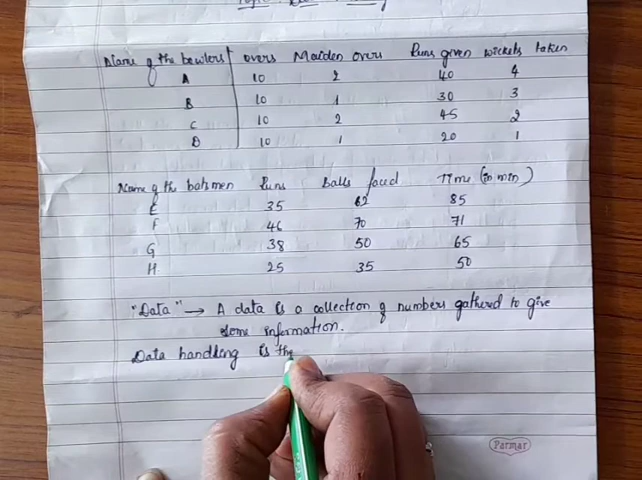 Name of the bowlers overs Maiden overs Runs given wickets taken
A 10 2 40 4
B 10 1 30 3
C 10 2 45 2
D 10 1 20 1
Name of the batsmen Runs Balls faced Time (in min)
E 35 62 85
F 46 70 71
G 38 50 65
H 25 35 50
"Data" → A data is a collection of numbers gathered to give
some information.
Data handling is the
Parmar